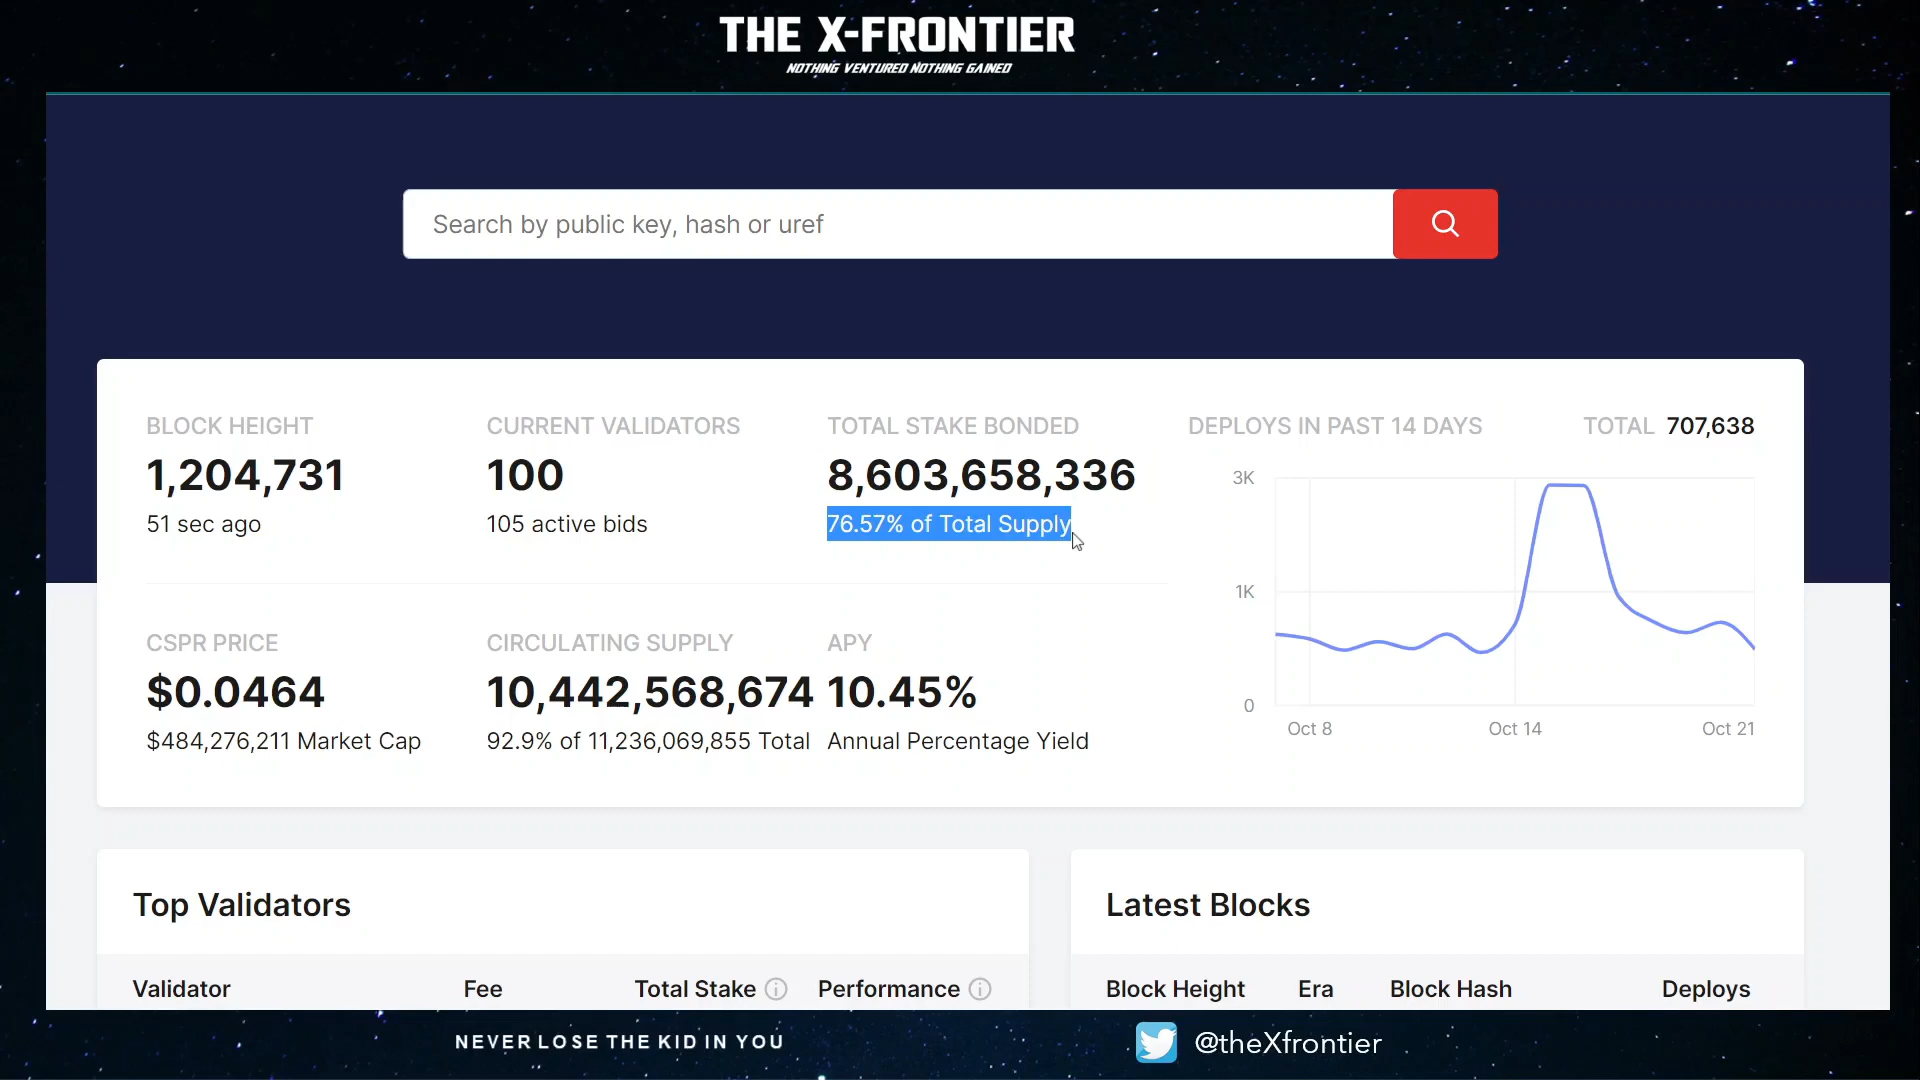 THE X-FRONTIER
NOTHING VENTURED NOTHING GAINED
Search by public key, hash or uref
BLOCK HEIGHT
1,204,731
51 sec ago
CURRENT VALIDATORS
100
105 active bids
TOTAL STAKE BONDED
8,603,658,336
76.57% of Total Supply
CSPR PRICE
$0.0464
$484,276,211 Market Cap
CIRCULATING SUPPLY
10,442,568,674
92.9% of 11,236,069,855 Total
APY
10.45%
Annual Percentage Yield
DEPLOYS IN PAST 14 DAYS
TOTAL 707,638
3K
1K
0
Oct 8
Oct 14
Oct 21
Top Validators
Validator Fee Total Stake Performance
Latest Blocks
Block Height Era Block Hash Deploys
NEVER LOSE THE KID IN YOU
@theXfrontier